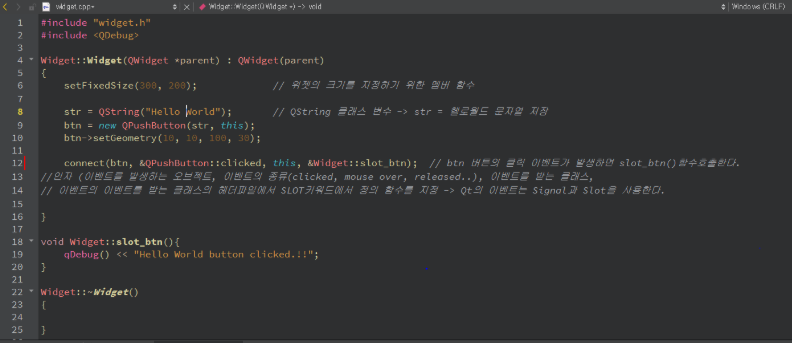 widget.cpp* Widget::Widget(QWidget *) -> void Windows (CRLF)
1 #include "widget.h"
2 #include <QDebug>
3
4 Widget::Widget(QWidget *parent) : QWidget(parent)
5 {
6 setFixedSize(300, 200); // 위젯의 크기를 지정하기 위한 멤버 함수
7
8 str = QString("Hello World"); // QString 클래스 변수 -> str = 헬로월드 문자열 지정
9 btn = new QPushButton(str, this);
10 btn->setGeometry(10, 10, 100, 30);
11
12 connect(btn, &QPushButton::clicked, this, &Widget::slot_btn); // btn 버튼의 클릭 이벤트가 발생하면 slot_btn()함수호출한다.
13 //인자 (이벤트를 발생하는 오브젝트, 이벤트의 종류(clicked, mouse over, released..), 이벤트를 받는 클래스,
14 // 이벤트의 이벤트를 받는 클래스의 헤더파일에서 SLOT키워드에서 정의 함수를 지정 -> Qt의 이벤트는 Signal과 Slot을 사용한다.
15
16 }
17
18 void Widget::slot_btn(){
19 qDebug() << "Hello World button clicked.!!";
20 }
21
22 Widget::~Widget()
23 {
24
25 }